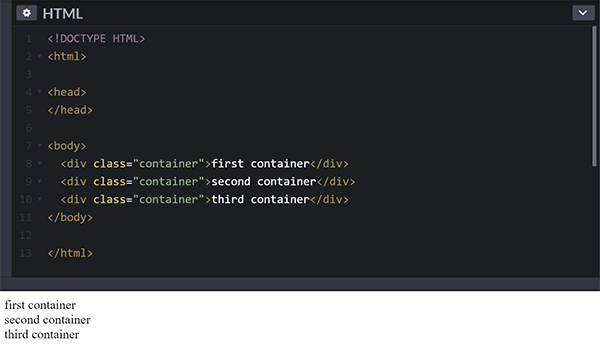 HTML
1 <!DOCTYPE HTML>
2 <html>
3
4 <head>
5 </head>
6
7 <body>
8 <div class="container">first container</div>
9 <div class="container">second container</div>
10 <div class="container">third container</div>
11 </body>
12
13 </html>
first container
second container
third container